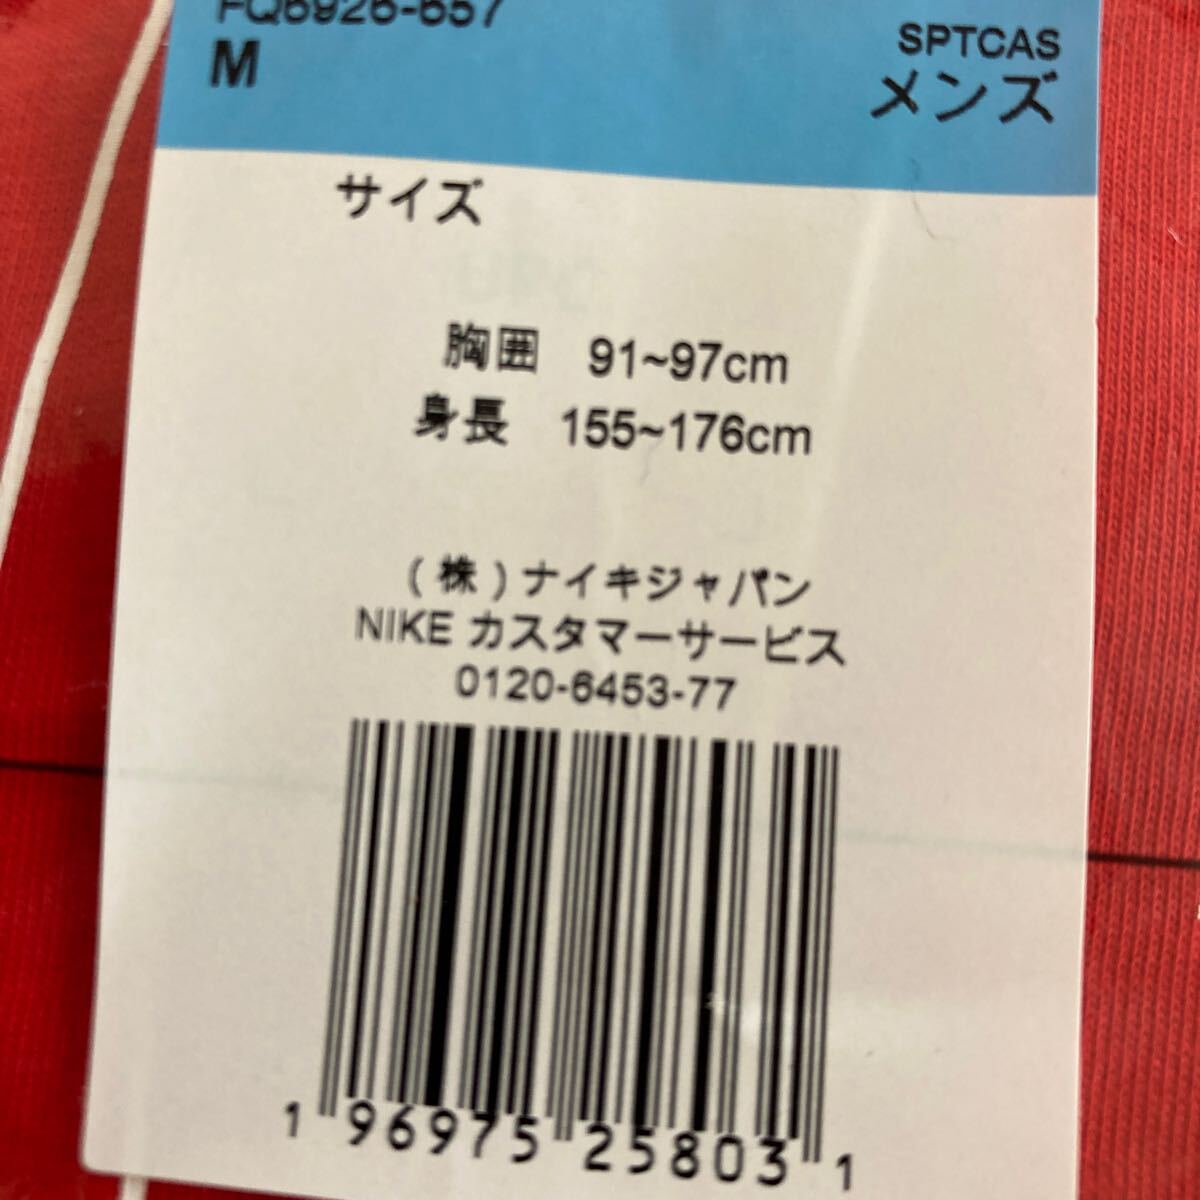 FQ6926-657
M
SPTCAS
メンズ
サイズ
胸囲 91~97cm
身長 155~176cm
(株)ナイキジャパン
NIKE カスタマーサービス
0120-6453-77
1 96975 25803 1